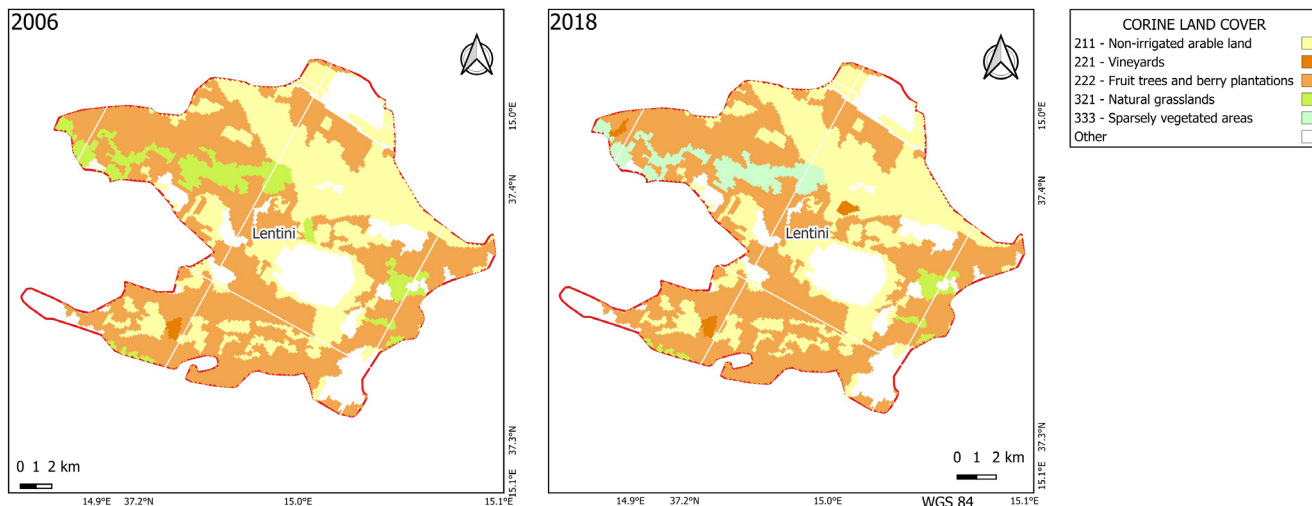 2006
Lentini
0 1 2 km
14.9°E 37.2°N 15.0°E 15.1°E
15.0°E
37.4°N
37.3°N
15.1°E
2018
Lentini
0 1 2 km
14.9°E 37.2°N 15.0°E WGS 84 15.1°E
15.0°E
37.4°N
37.3°N
15.1°E
CORINE LAND COVER
211 - Non-irrigated arable land
221 - Vineyards
222 - Fruit trees and berry plantations
321 - Natural grasslands
333 - Sparsely vegetated areas
Other